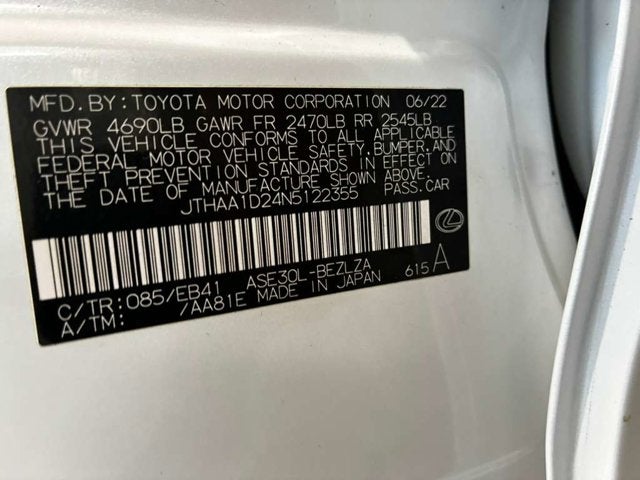 MFD. BY: TOYOTA MOTOR CORPORATION 06/22
GVWR 4690LB GAWR FR 2470LB RR 2545LB
THIS VEHICLE CONFORMS TO ALL APPLICABLE
FEDERAL MOTOR VEHICLE SAFETY, BUMPER, AND
THEFT PREVENTION STANDARDS IN EFFECT ON
THE DATE OF MANUFACTURE SHOWN ABOVE.
JTHAA1D24N5122355 PASS. CAR
C/TR: 085/EB41 ASE30L-BEZLZA
A/TM: /AA81E MADE IN JAPAN 615 A